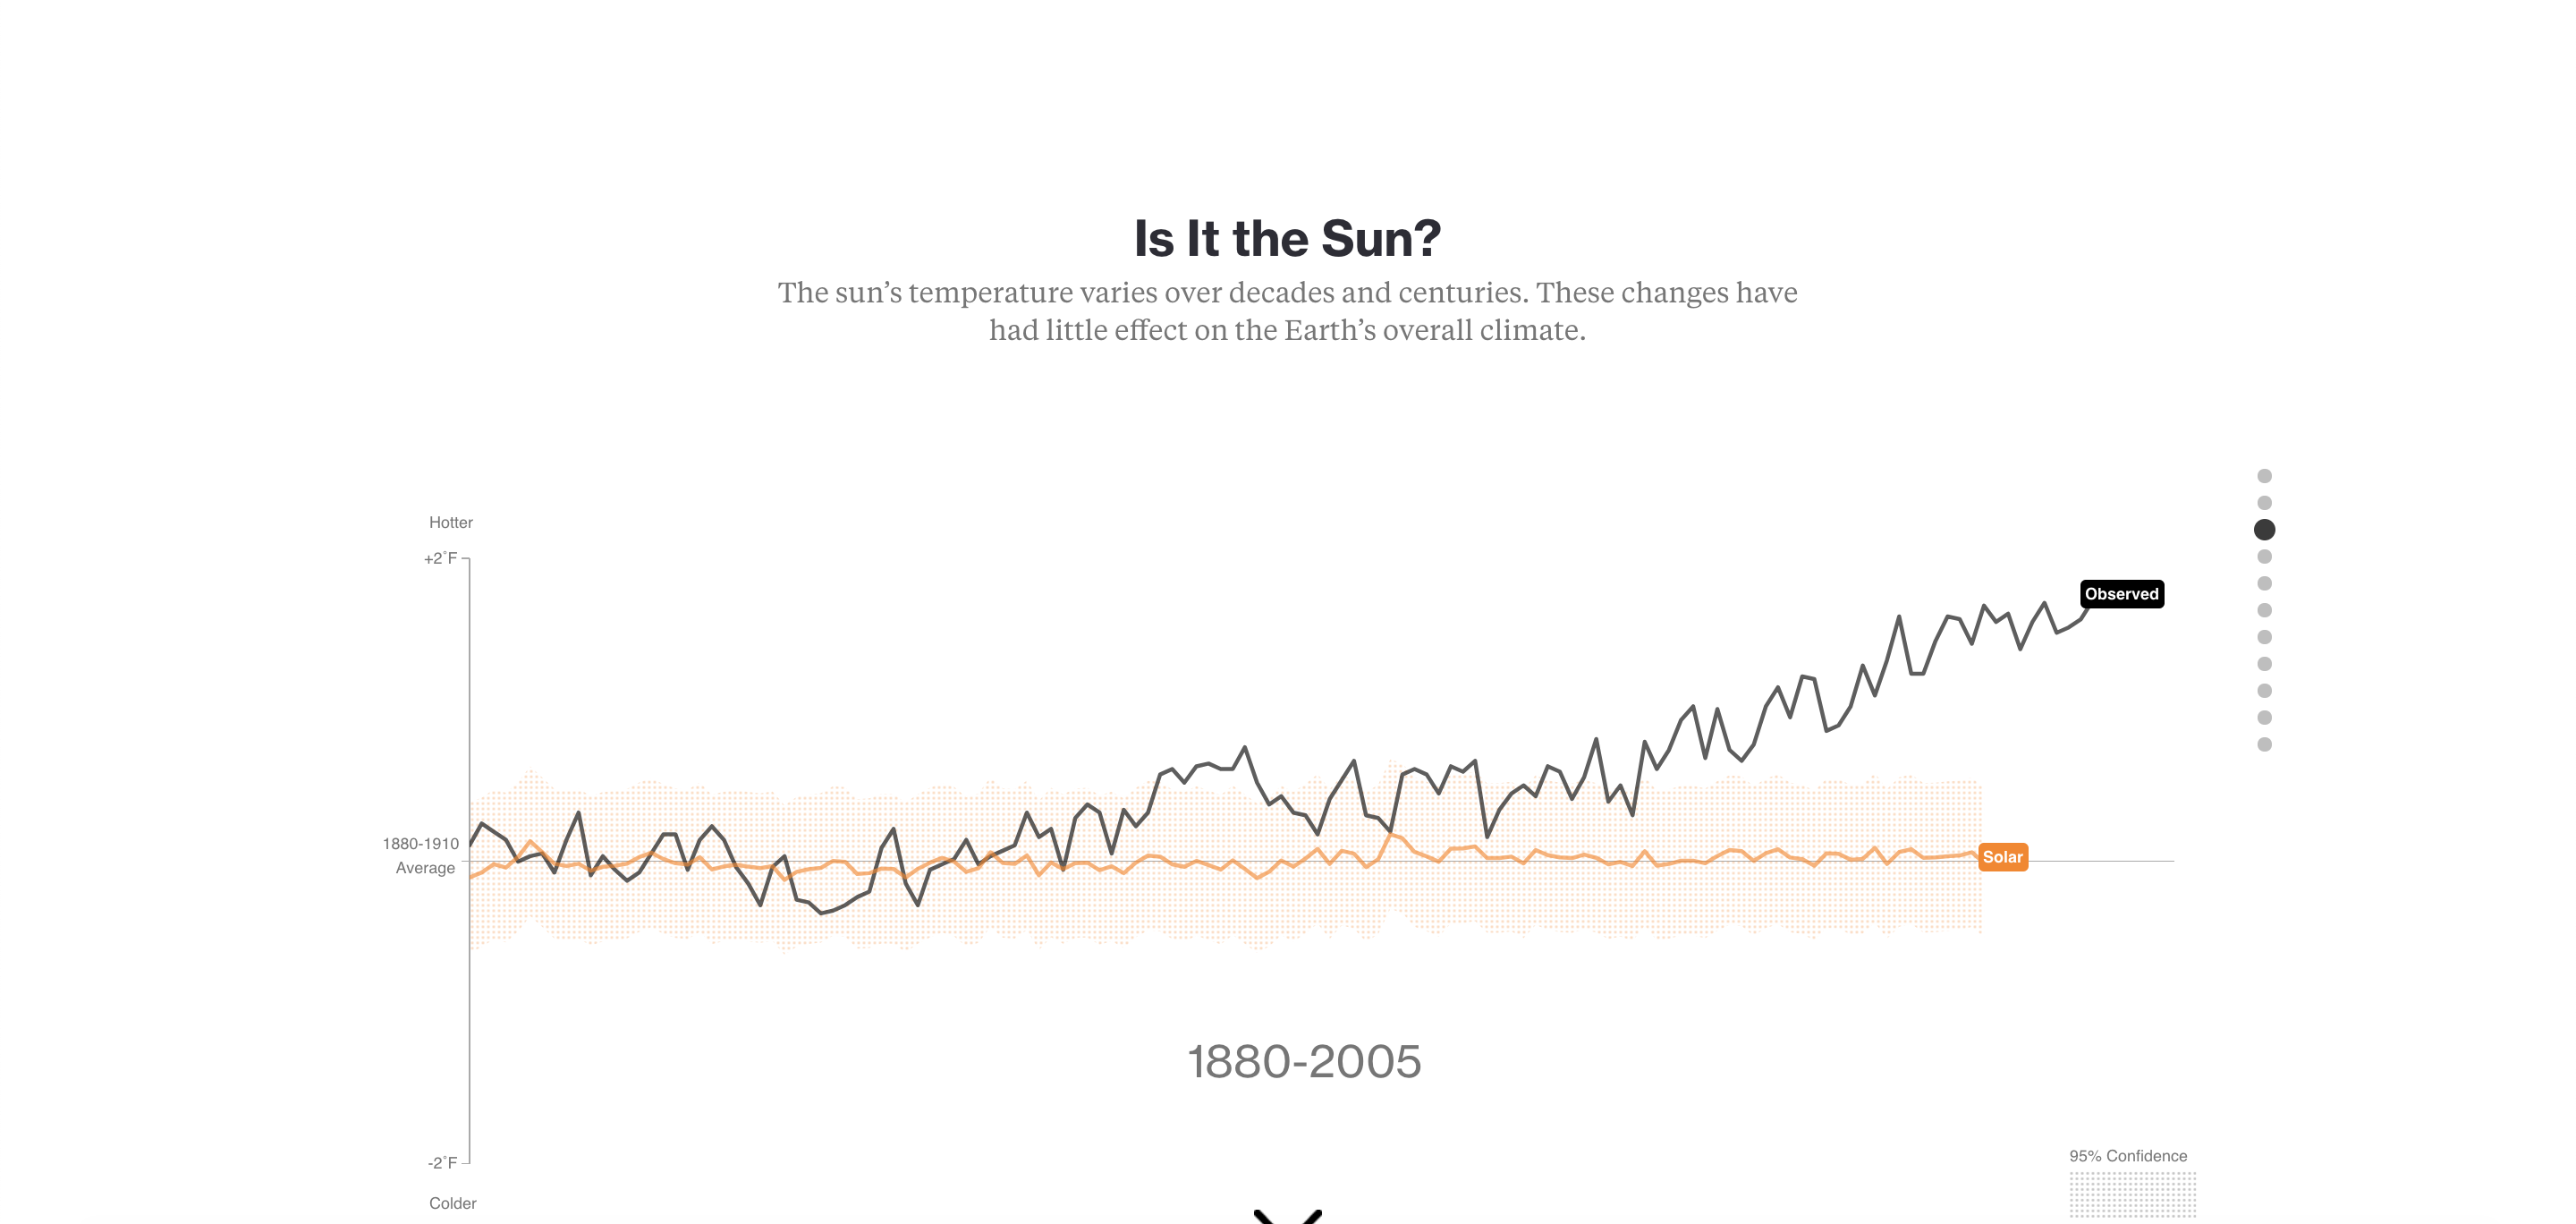 Is It the Sun?
The sun’s temperature varies over decades and centuries. These changes have
had little effect on the Earth’s overall climate.
Hotter
+2°F
Observed
1880-1910
Average
Solar
1880-2005
-2°F
95% Confidence
Colder